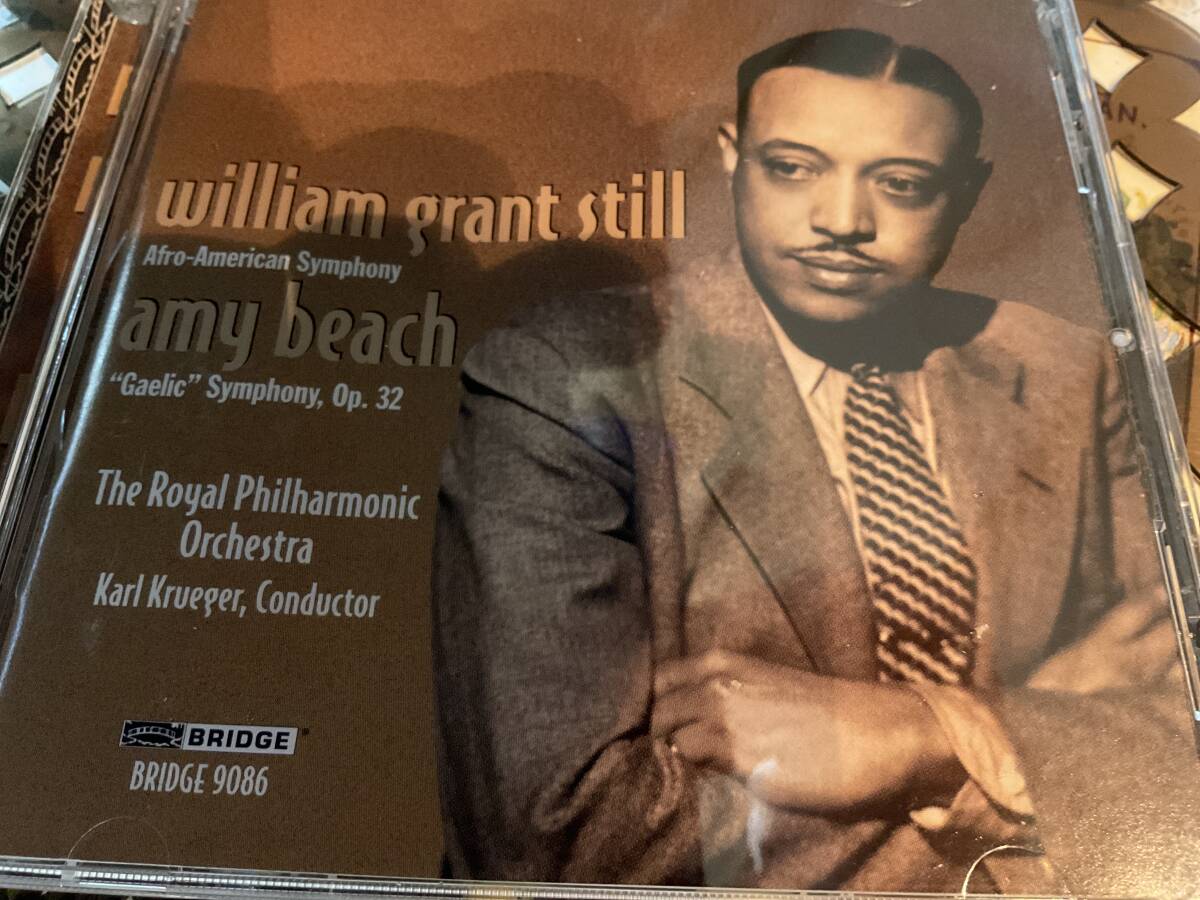 william grant still
Afro-American Symphony
amy beach
“Gaelic” Symphony, Op. 32
The Royal Philharmonic
Orchestra
Karl Krueger, Conductor
BRIDGE
BRIDGE 9086
AN.